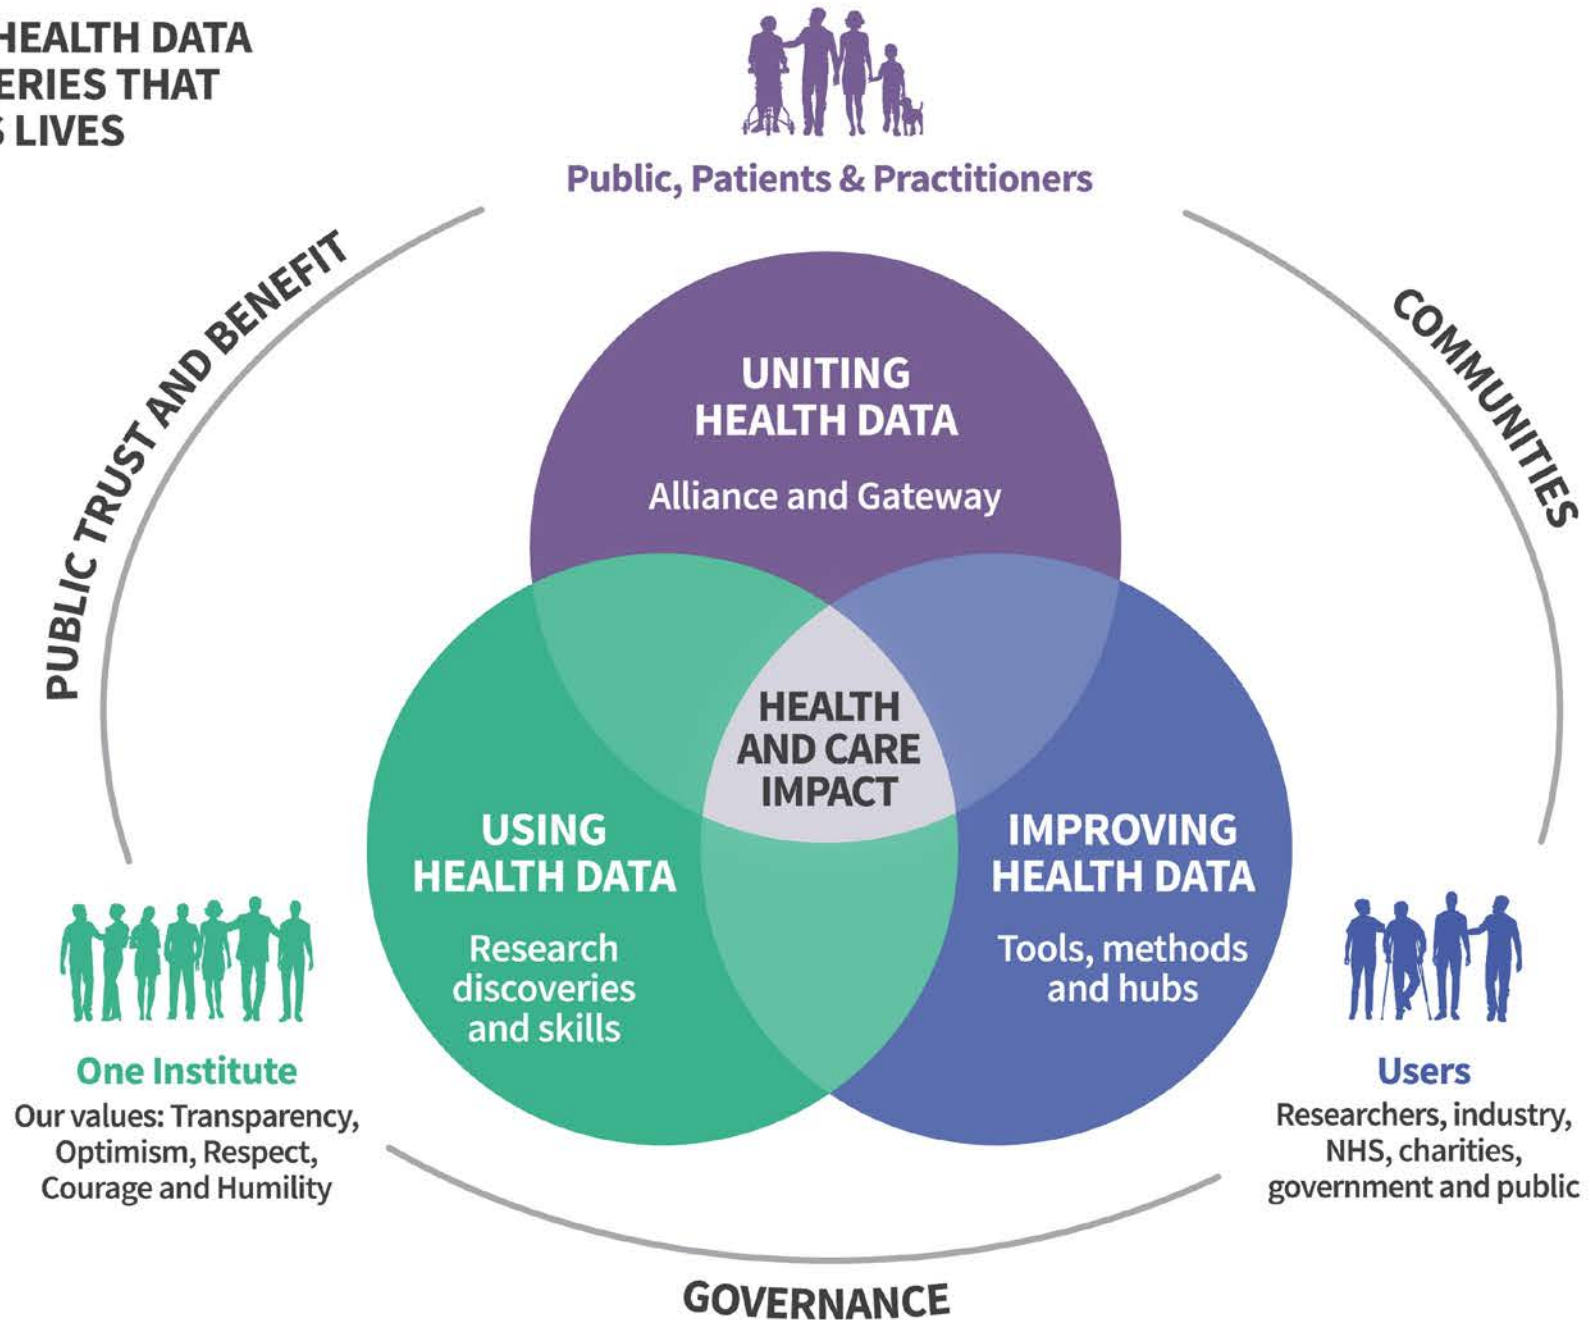 HEALTH DATA
THAT
LIVES
Public, Patients & Practitioners
PUBLIC TRUST AND BENEFIT
COMMUNITIES
UNITING
HEALTH DATA
Alliance and Gateway
HEALTH
AND CARE
IMPACT
USING
HEALTH DATA
Research
discoveries
and skills
IMPROVING
HEALTH DATA
Tools, methods
and hubs
One Institute
Our values: Transparency,
Optimism, Respect,
Courage and Humility
Users
Researchers, industry,
NHS, charities,
government and public
GOVERNANCE